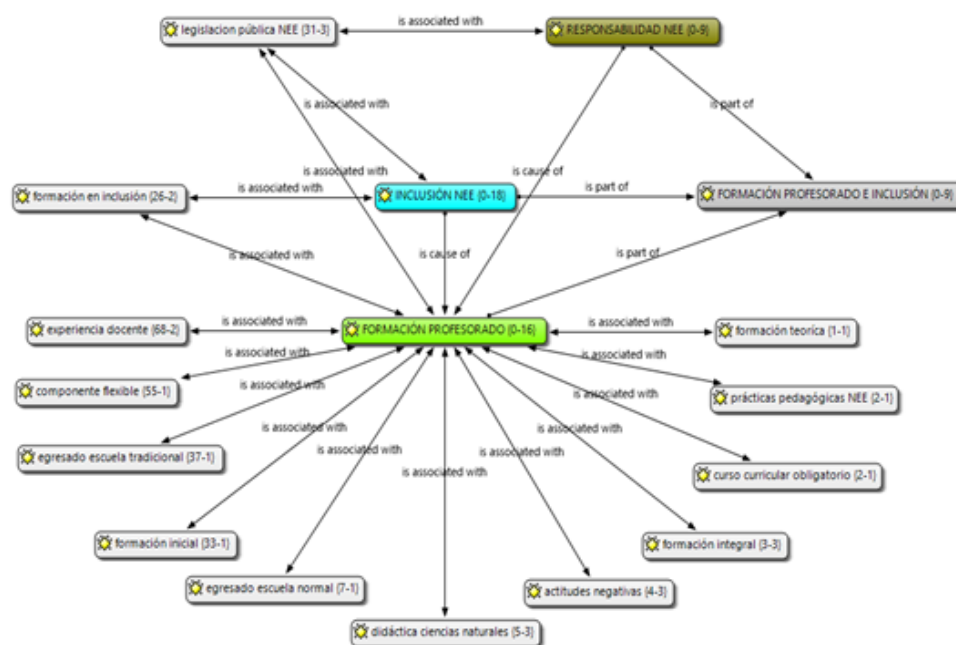 legislacion pública NEE (31-3)
is associated with
RESPONSABILIDAD NEE (0-9)
is associated with
is part of
is associated with
is cause of
formación en inclusión (26-2)
is associated with
INCLUSIÓN NEE (0-18)
is part of
FORMACIÓN PROFESORADO E INCLUSIÓN (0-9)
is associated with
is cause of
is part of
experiencia docente (68-2)
is associated with
FORMACIÓN PROFESORADO (0-16)
is associated with
formación teoríca (1-1)
is associated with
is associated with
componente flexible (55-1)
is associated with
is associated with
prácticas pedagógicas NEE (2-1)
is associated with
is associated with
is associated with
is associated with
egresado escuela tradicional (37-1)
is associated with
curso curricular obligatorio (2-1)
formación inicial (33-1)
formación integral (3-3)
egresado escuela normal (7-1)
actitudes negativas (4-3)
didáctica ciencias naturales (5-3)